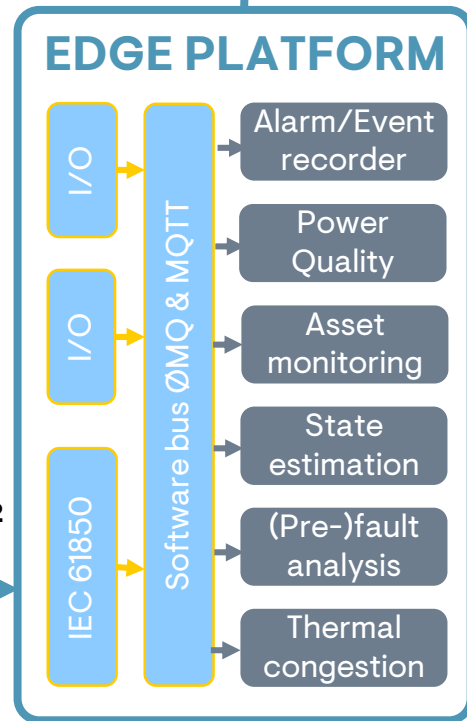 EDGE PLATFORM
I/O
I/O
IEC 61850
Software bus ØMQ & MQTT
Alarm/Event
recorder
Power
Quality
Asset
monitoring
State
estimation
(Pre-)fault
analysis
Thermal
congestion